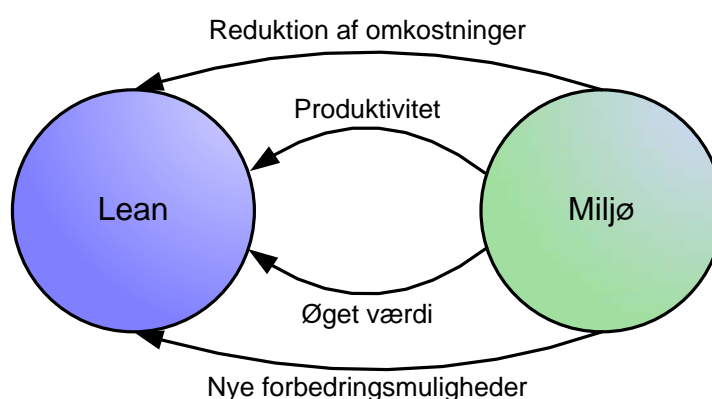 Reduktion af omkostninger
Produktivitet
Lean
Miljø
Øget værdi
Nye forbedringsmuligheder